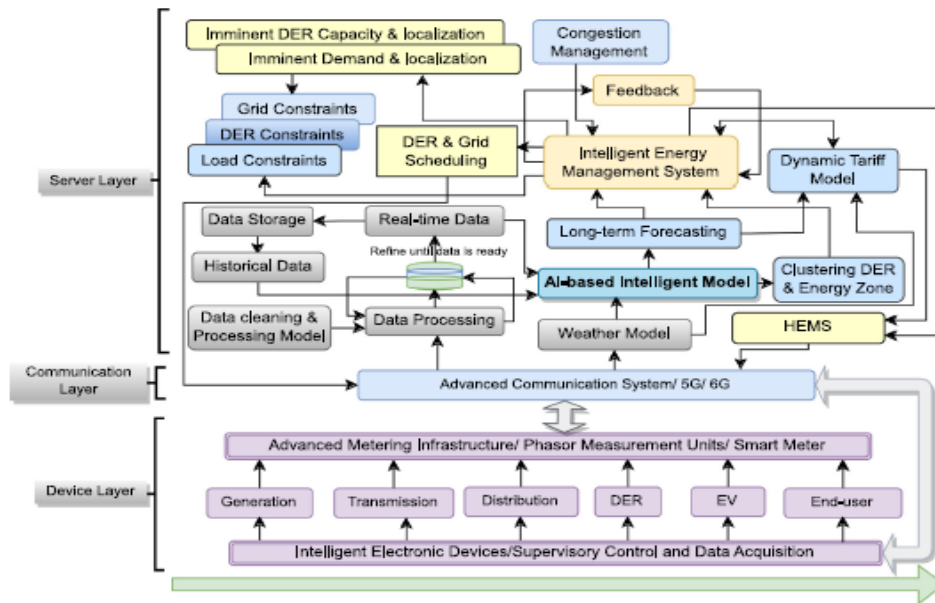 Imminent DER Capacity & localization
Imminent Demand & localization
Congestion
Management
Feedback
Grid Constraints
DER Constraints
Load Constraints
DER & Grid
Scheduling
Intelligent Energy
Management System
Dynamic Tariff
Model
Server Layer
Data Storage
Real-time Data
Long-term Forecasting
Refine until data is ready
Historical Data
AI-based Intelligent Model
Clustering DER
& Energy Zone
Data cleaning &
Processing Model
Data Processing
Weather Model
HEMS
Communication
Layer
Advanced Communication System/ 5G/ 6G
Advanced Metering Infrastructure/ Phasor Measurement Units/ Smart Meter
Device Layer
Generation
Transmission
Distribution
DER
EV
End-user
Intelligent Electronic Devices/Supervisory Control and Data Acquisition